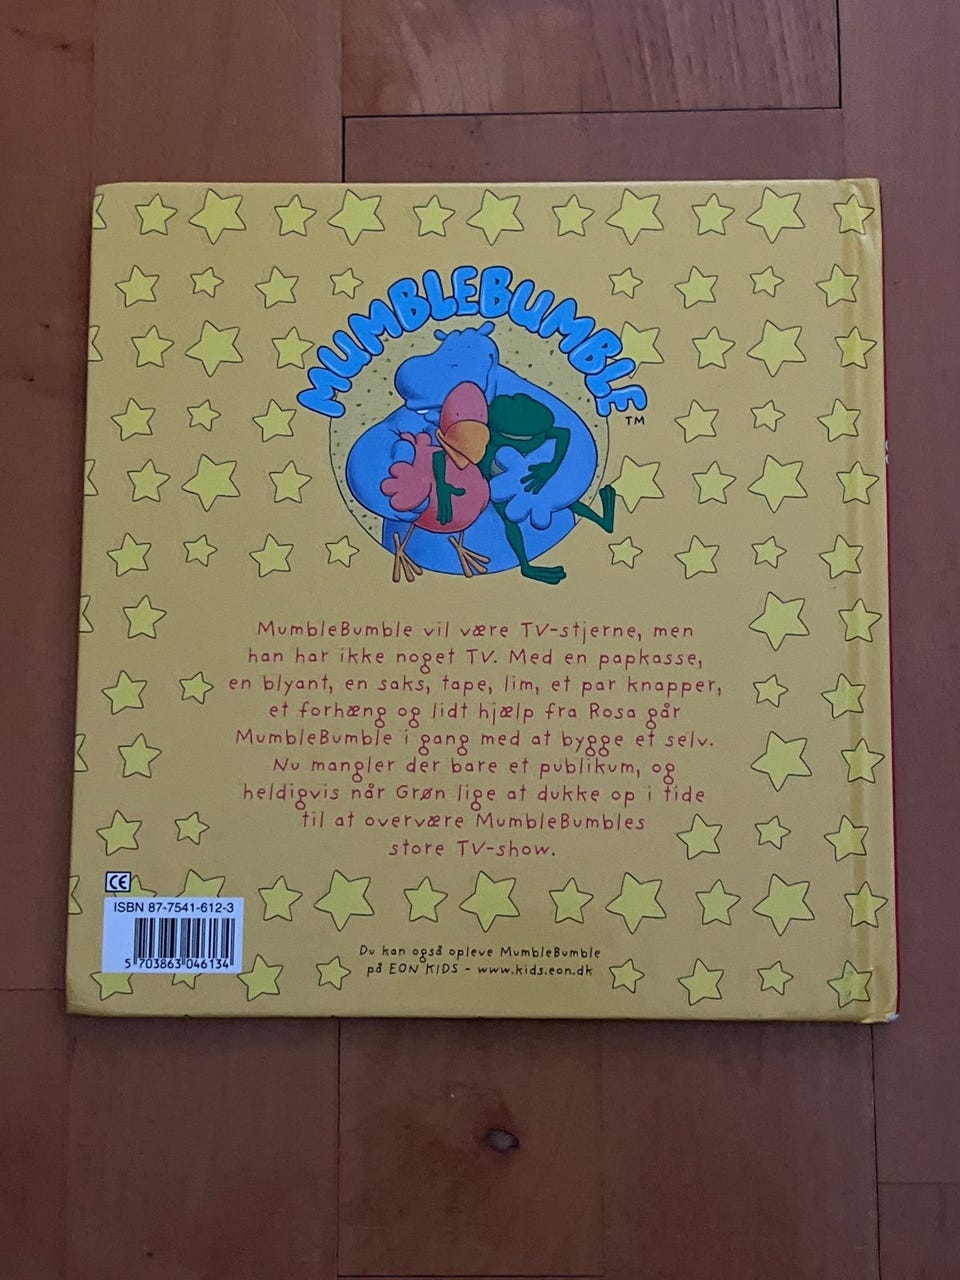 MUMBLEBUMBLE™
MumbleBumble vil være TV-stjerne, men
han har ikke noget TV. Med en papkasse,
en blyant, en saks, tape, lim, et par knapper,
et forhæng og lidt hjælp fra Rosa går
MumbleBumble i gang med at bygge et selv.
Nu mangler der bare et publikum, og
heldigvis når Grøn lige at dukke op i tide
til at overvære MumbleBumbles
store TV-show.
CE
ISBN 87-7541-612-3
5 703863 046134
Du kan også opleve MumbleBumble
på EON KIDS - www.kids.eon.dk